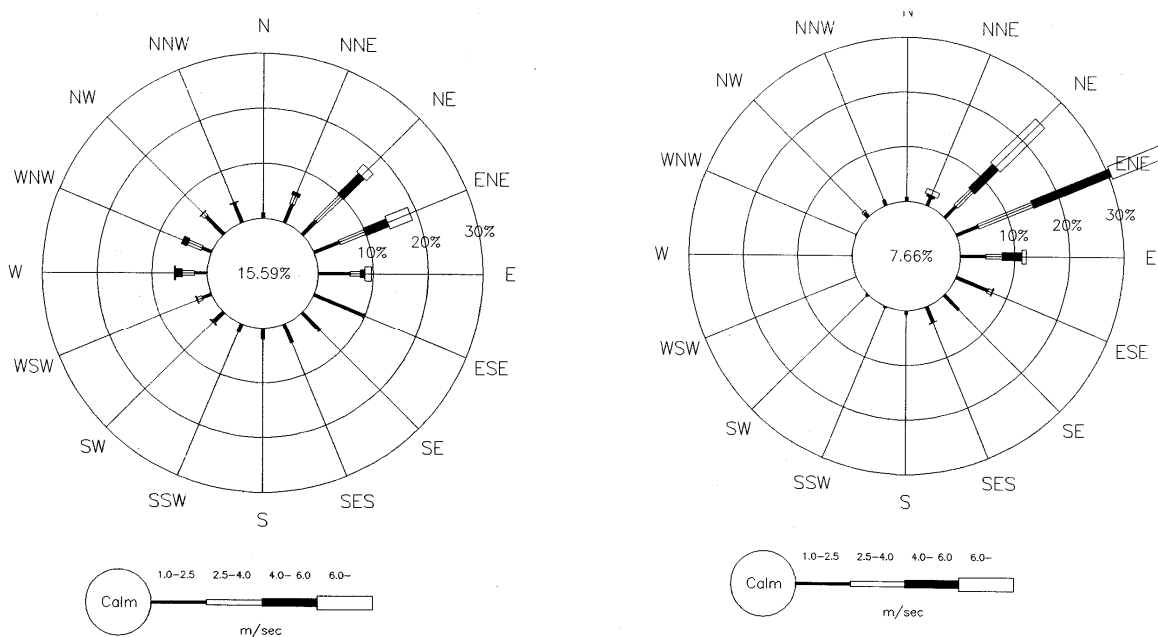 N
NNW
NNE
NW
NE
WNW
ENE
10%
20%
30%
W
15.59%
E
WSW
ESE
SW
SE
SSW
SES
S
Calm
1.0-2.5
2.5-4.0
4.0- 6.0
6.0-
m/sec
N
NNW
NNE
NW
NE
WNW
ENE
10%
20%
30%
W
7.66%
E
WSW
ESE
SW
SE
SSW
SES
S
Calm
1.0-2.5
2.5-4.0
4.0- 6.0
6.0-
m/sec